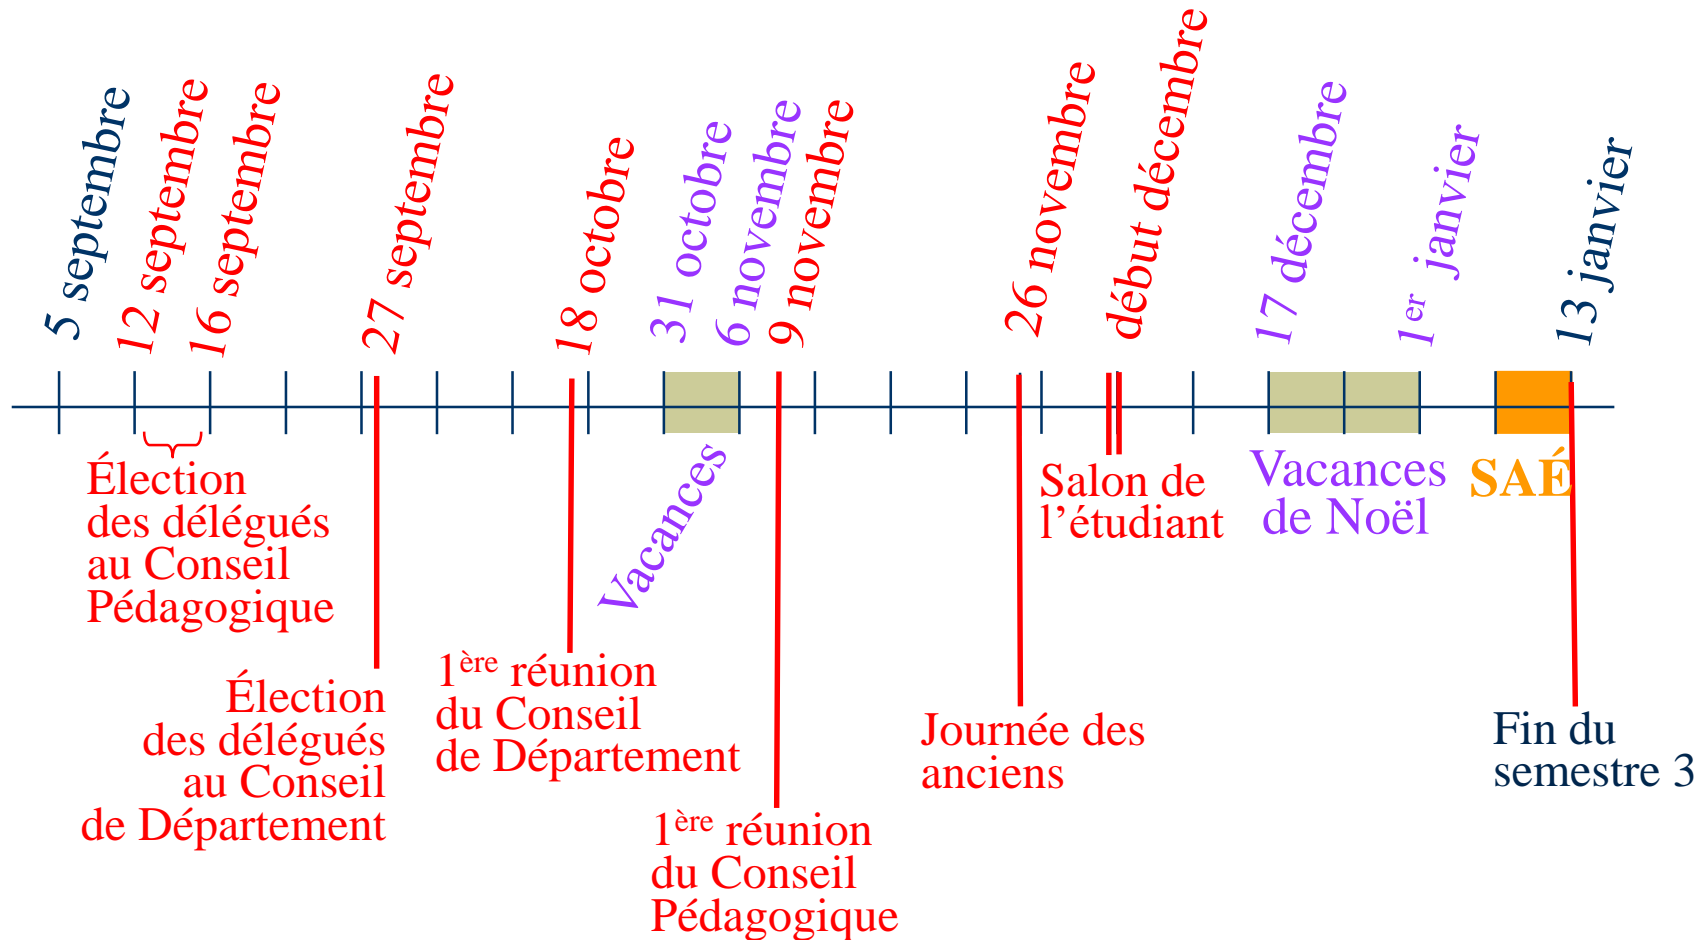 5 septembre
12 septembre
16 septembre
27 septembre
18 octobre
31 octobre
6 novembre
9 novembre
26 novembre
début décembre
17 décembre
1er janvier
13 janvier
Élection
des délégués
au Conseil
Pédagogique
Élection
des délégués
au Conseil
de Département
1ère réunion
du Conseil
de Département
Vacances
1ère réunion
du Conseil
Pédagogique
Journée des
anciens
Salon de
l’étudiant
Vacances
de Noël
SAÉ
Fin du
semestre 3